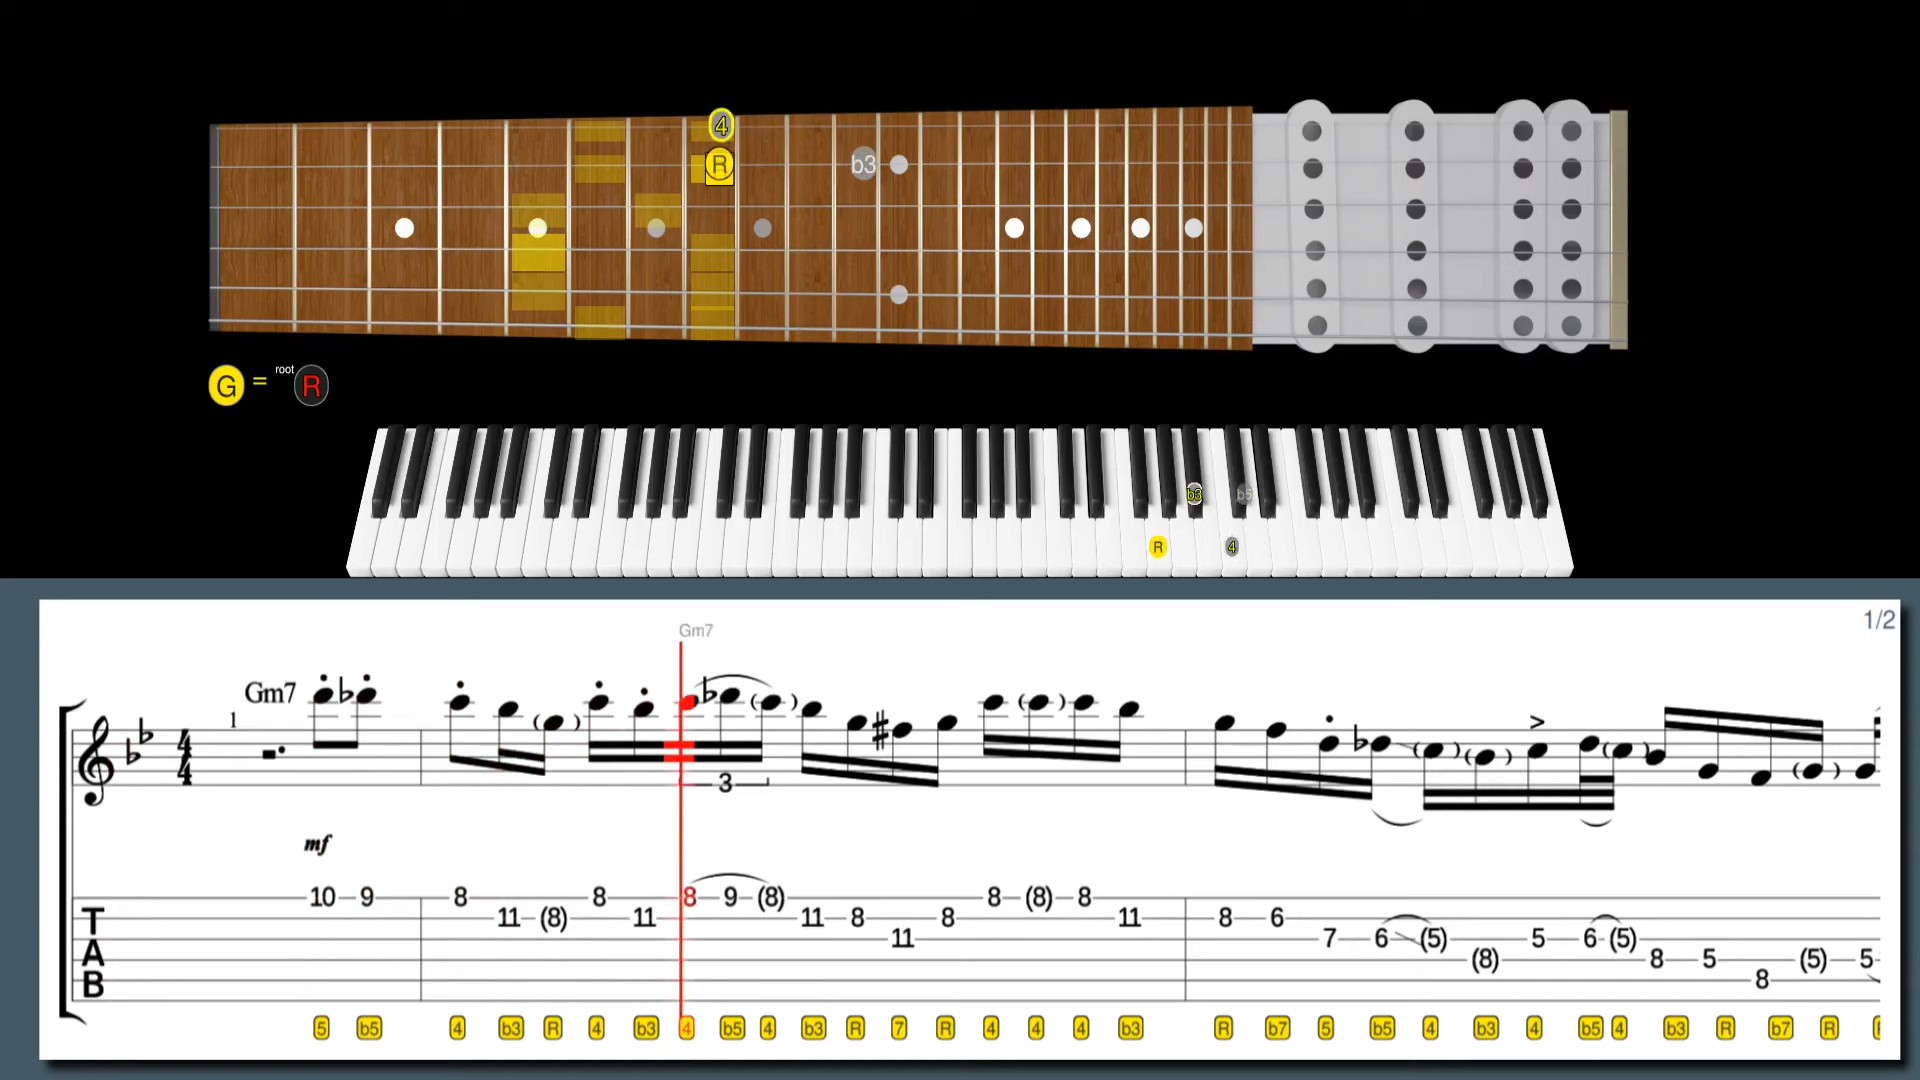 4
R b3
G = root R
b3 b5
R 4
1/2
Gm7
Gm7
1
4
4
3
mf
10 9 8 8 8 9 (8) 8 (8) 8
T 11 (8) 11 11 8 8 11 8 6
11 7 6 (5) 5 6 (5)
A (8) 8 5 (5) 5
B 8
5 b5 4 b3 R 4 b3 4 b5 4 b3 R 7 R 4 4 4 b3 R b7 5 b5 4 b3 4 b5 4 b3 R b7 R